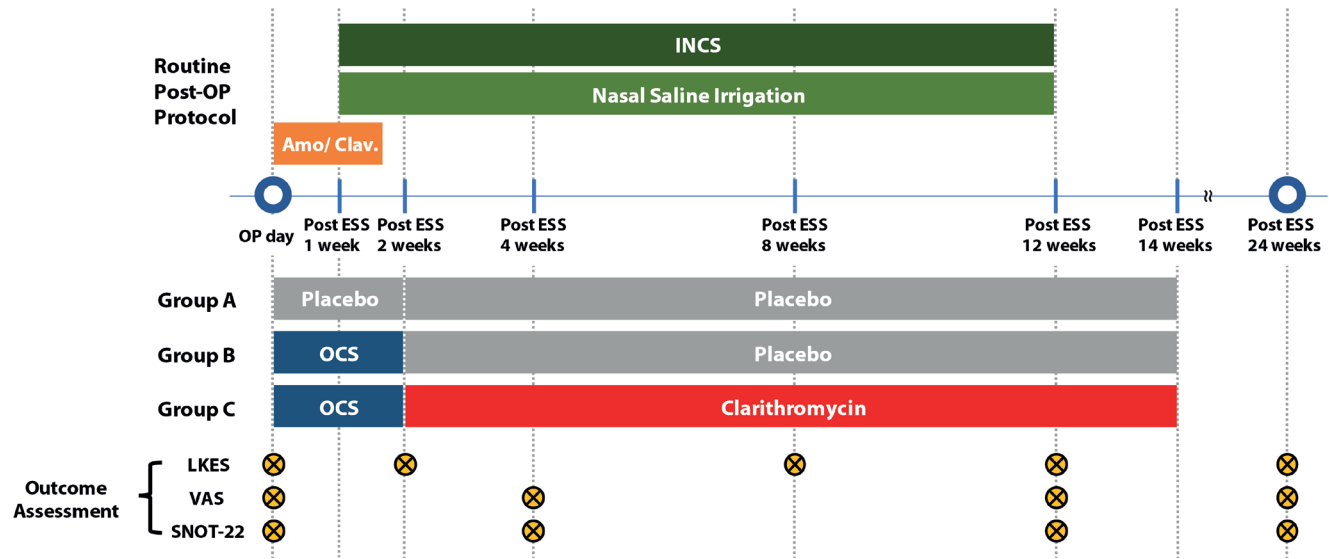 INCS
Routine
Post-OP
Protocol
Nasal Saline Irrigation
Amo/ Clav.
OP day
Post ESS
1 week
Post ESS
2 weeks
Post ESS
4 weeks
Post ESS
8 weeks
Post ESS
12 weeks
Post ESS
14 weeks
≈
Post ESS
24 weeks
Group A
Placebo
Placebo
Group B
OCS
Placebo
Group C
OCS
Clarithromycin
Outcome
Assessment
LKES
VAS
SNOT-22